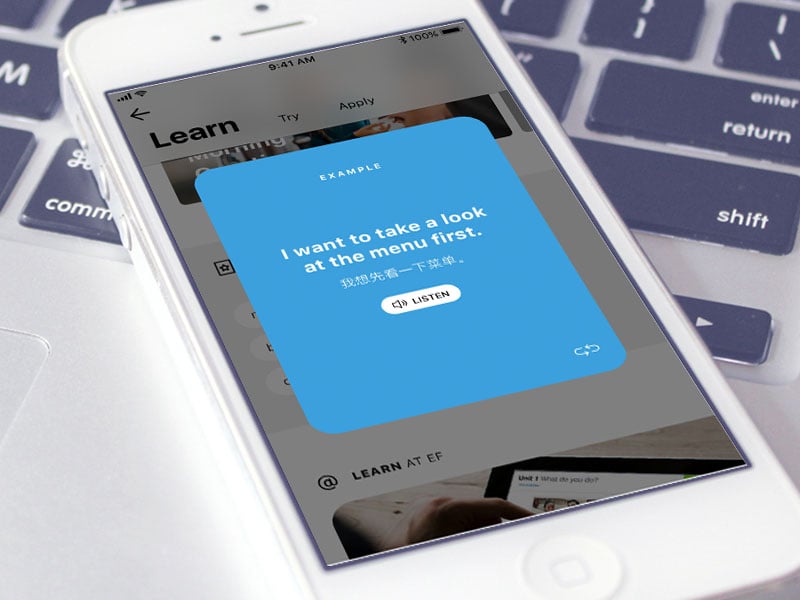 9:41 AM
100%
Learn
Try
Apply
Morning
EXAMPLE
I want to take a look
at the menu first.
我想先看一下菜单。
LISTEN
@ LEARN AT EF
Unit 1 What do you do?
M
⌘
comm
enter
return
shift